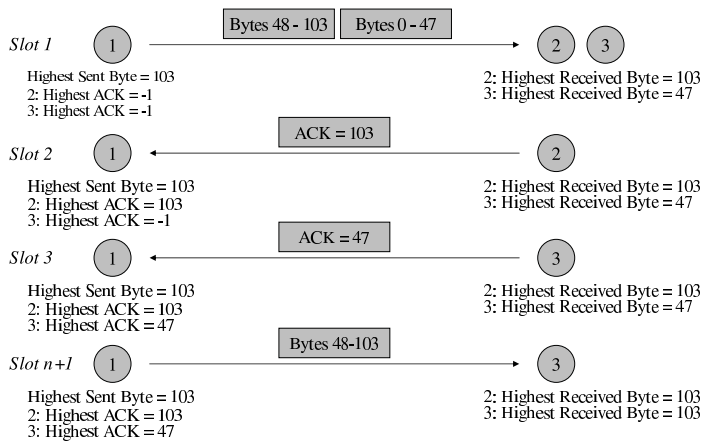 Bytes 48 - 103 Bytes 0 - 47
Slot 1 1 2 3
Highest Sent Byte = 103
2: Highest ACK = -1
3: Highest ACK = -1
2: Highest Received Byte = 103
3: Highest Received Byte = 47
ACK = 103
Slot 2 1 2
Highest Sent Byte = 103
2: Highest ACK = 103
3: Highest ACK = -1
2: Highest Received Byte = 103
3: Highest Received Byte = 47
ACK = 47
Slot 3 1 3
Highest Sent Byte = 103
2: Highest ACK = 103
3: Highest ACK = 47
2: Highest Received Byte = 103
3: Highest Received Byte = 47
Bytes 48-103
Slot n+1 1 3
Highest Sent Byte = 103
2: Highest ACK = 103
3: Highest ACK = 47
2: Highest Received Byte = 103
3: Highest Received Byte = 103